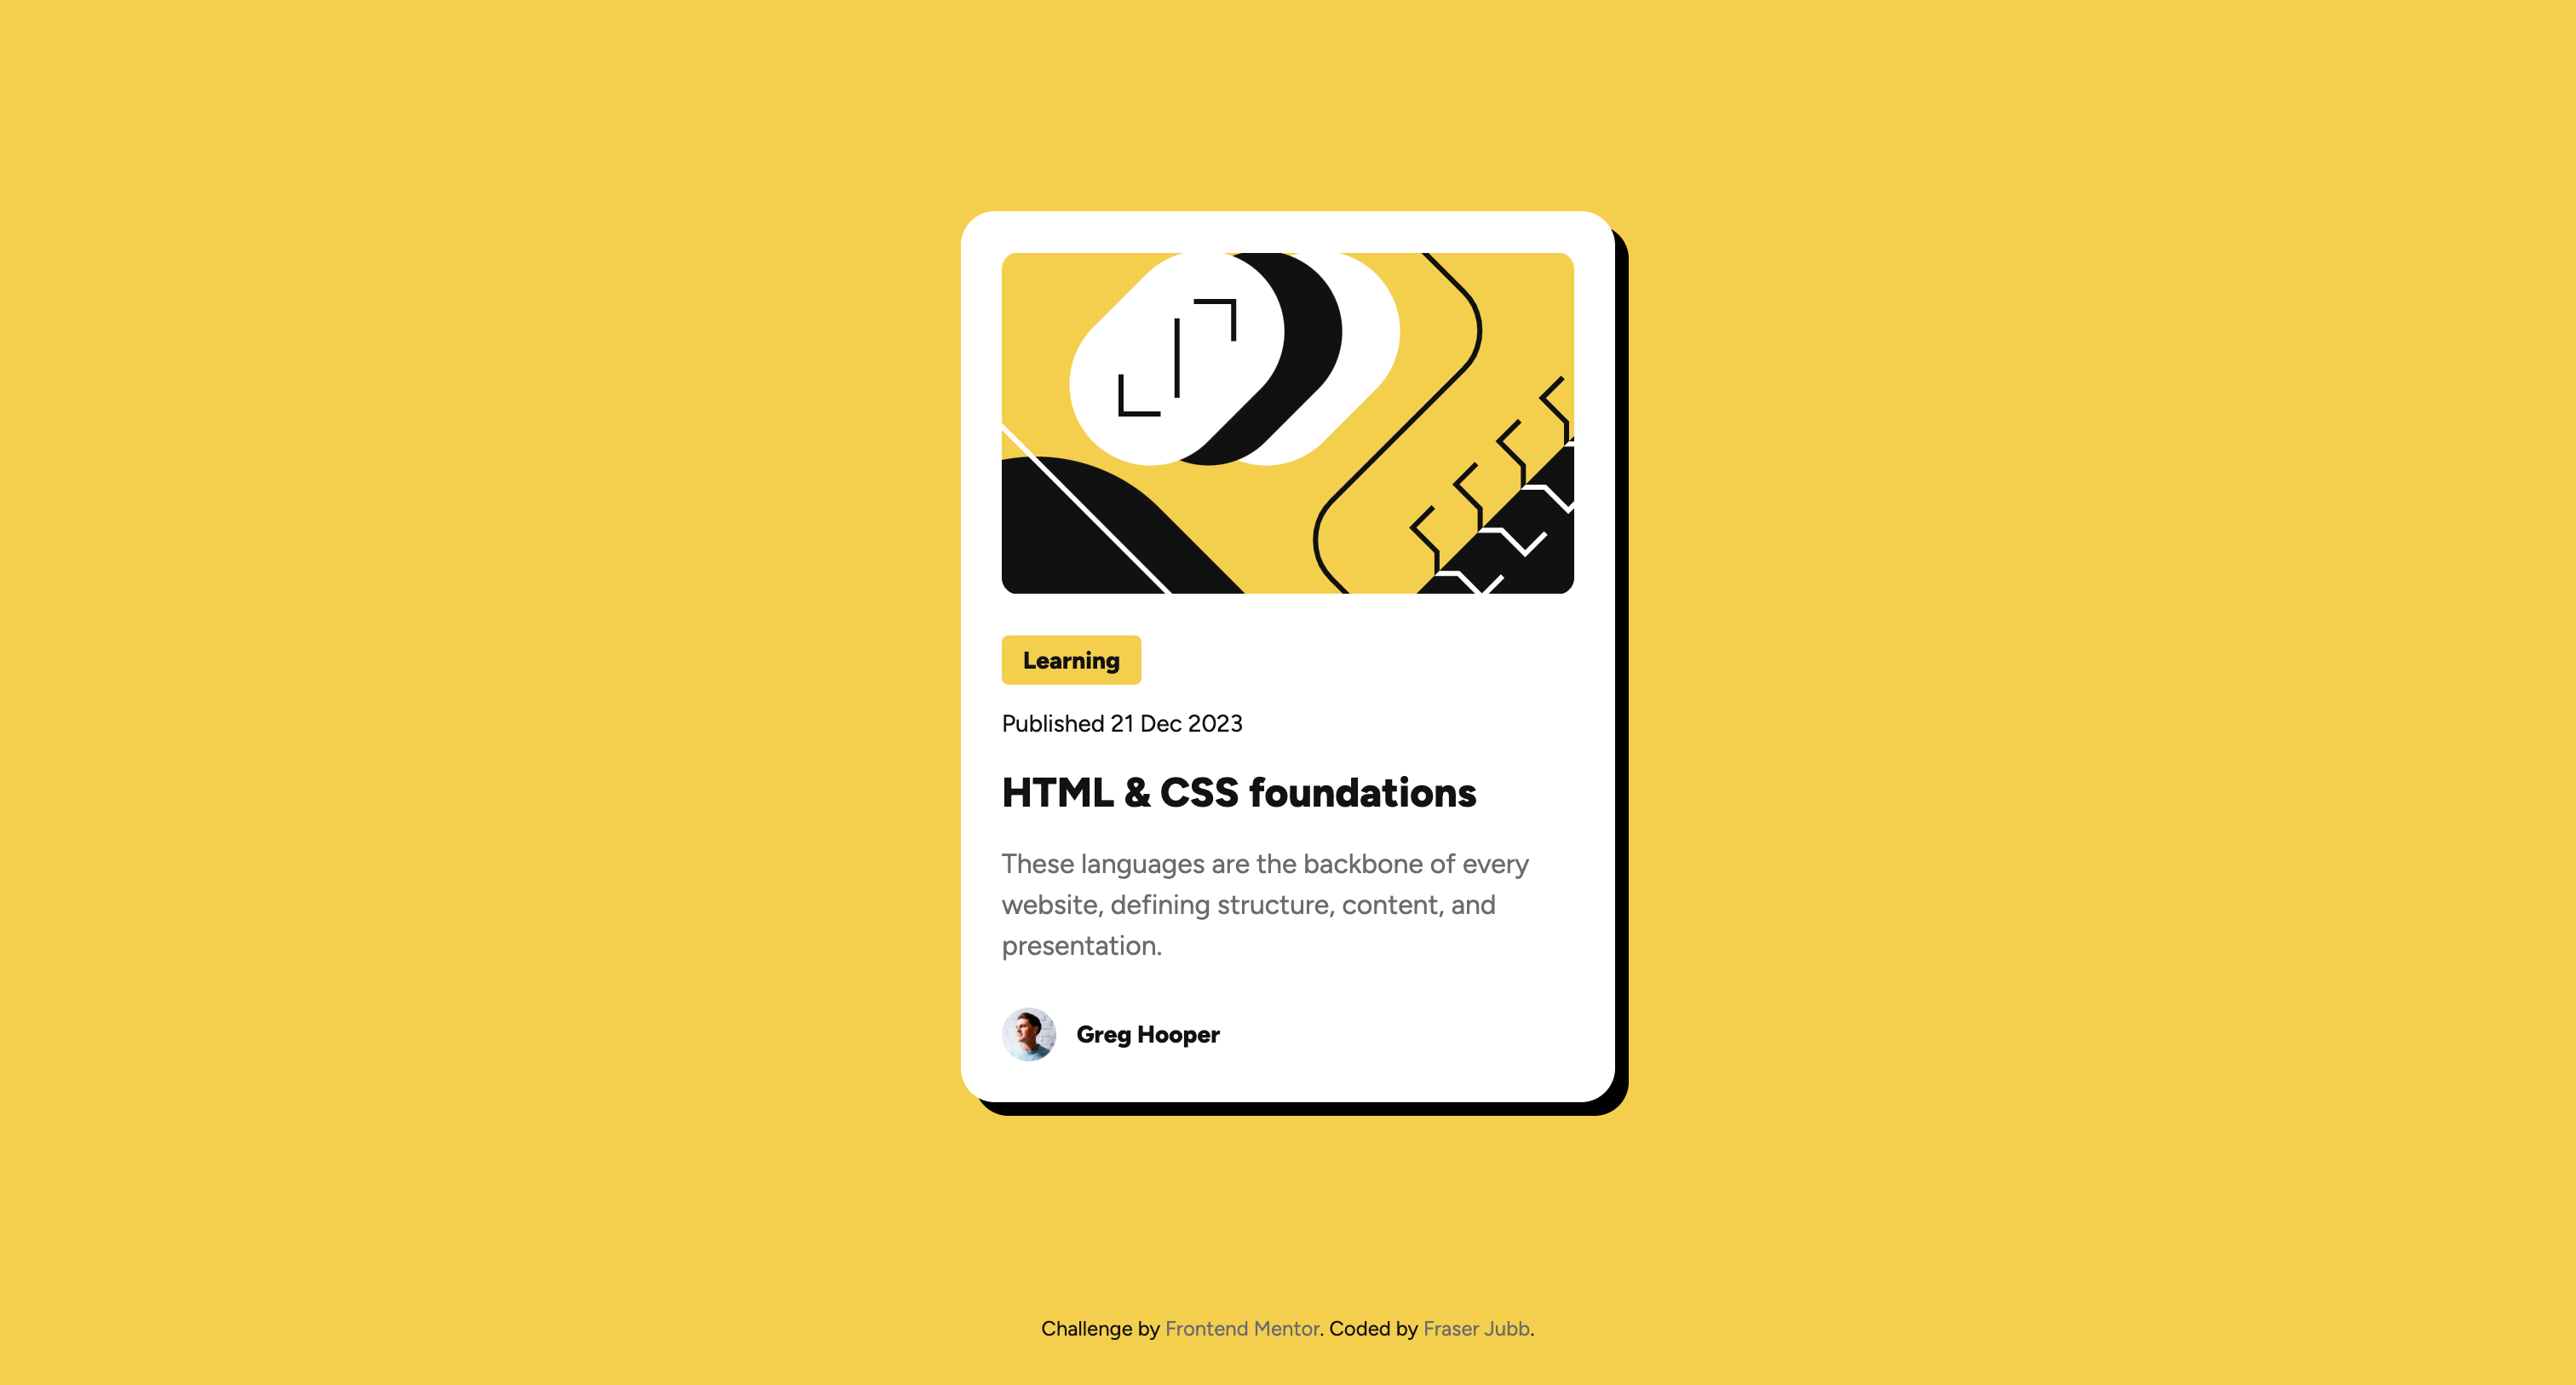 Learning
Published 21 Dec 2023
HTML & CSS foundations
These languages are the backbone of every
website, defining structure, content, and
presentation.
Greg Hooper
Challenge by Frontend Mentor. Coded by Fraser Jubb.